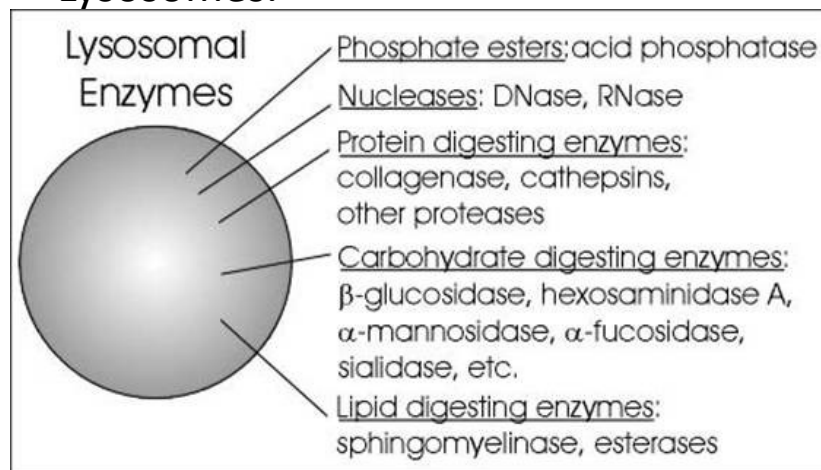 Lysosomes.
Lysosomal
Enzymes
Phosphate esters: acid phosphatase
Nucleases: DNase, RNase
Protein digesting enzymes:
collagenase, cathepsins,
other proteases
Carbohydrate digesting enzymes:
β-glucosidase, hexosaminidase A,
α-mannosidase, α-fucosidase,
sialidase, etc.
Lipid digesting enzymes:
sphingomyelinase, esterases